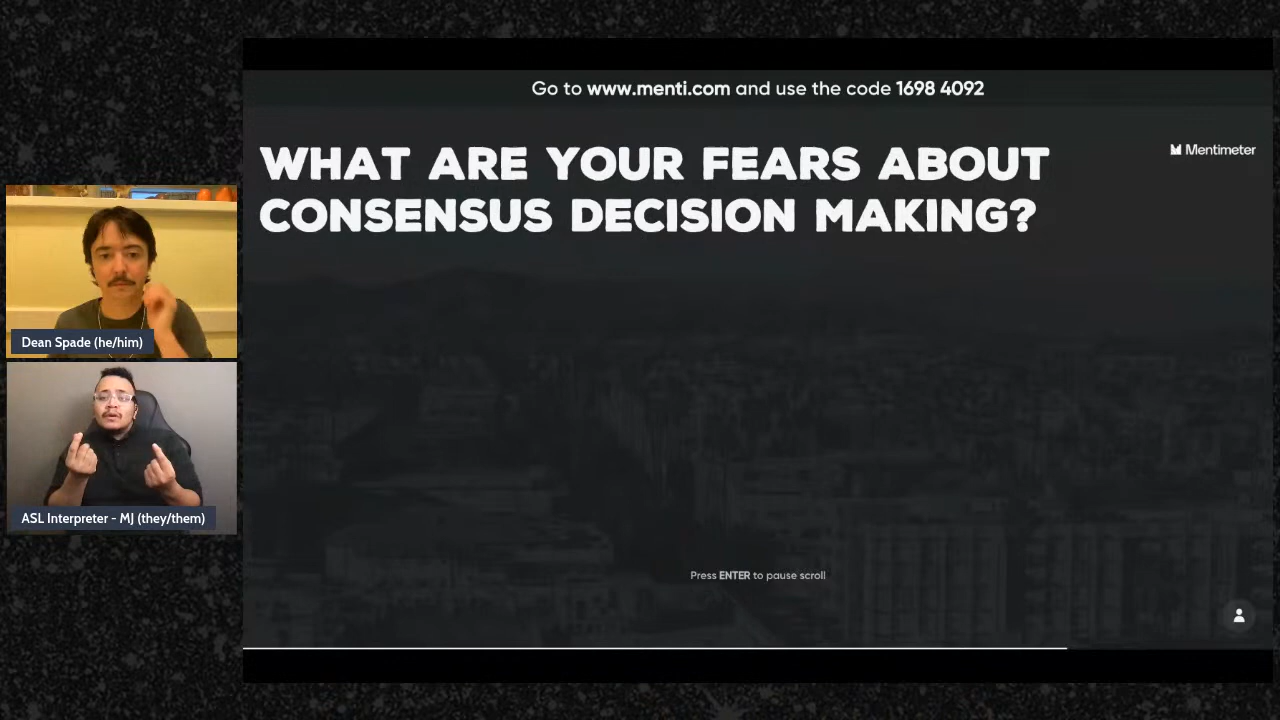 Go to www.menti.com and use the code 1698 4092
Mentimeter
WHAT ARE YOUR FEARS ABOUT
CONSENSUS DECISION MAKING?
Dean Spade (he/him)
ASL Interpreter - MJ (they/them)
Press ENTER to pause scroll